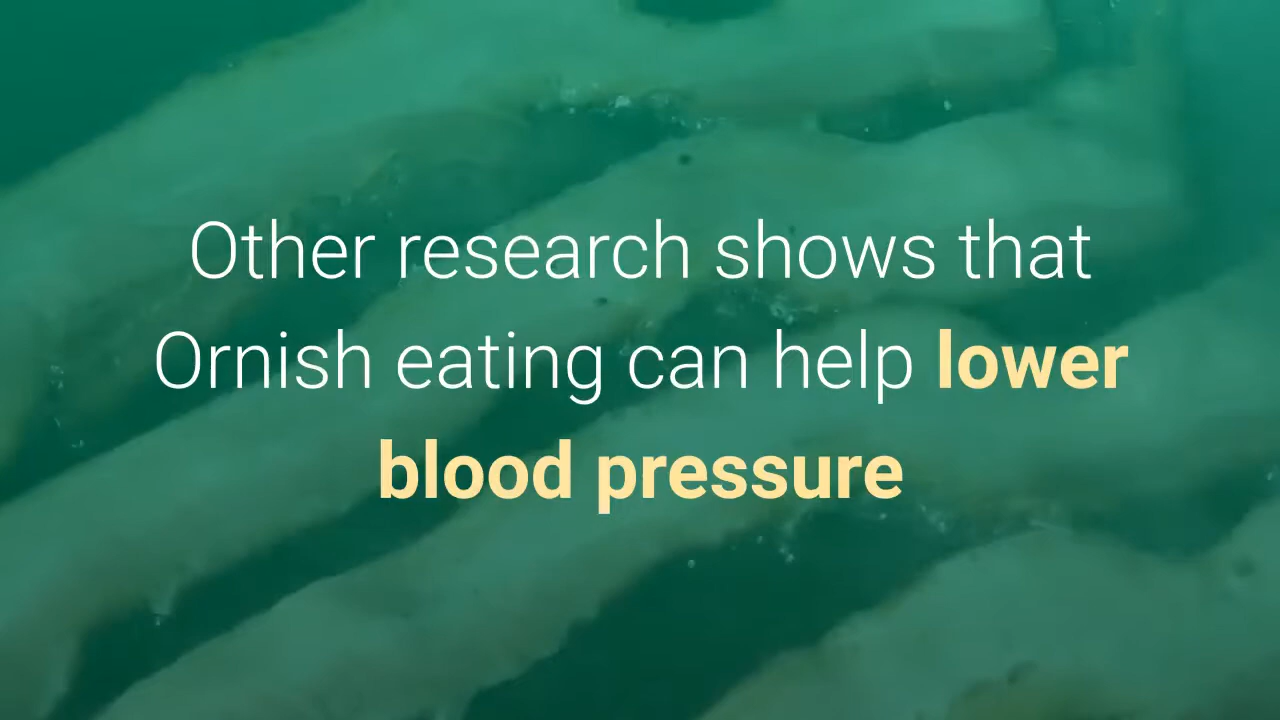 Other research shows that
Ornish eating can help lower
blood pressure